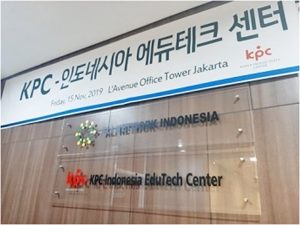 KPC - 인도네시아 에듀테크 센터
kpc
Friday, 15 Nov, 2019 L'Avenue Office Tower Jakarta
NETWORK INDONESIA
kpc KPC Indonesia EduTech Center